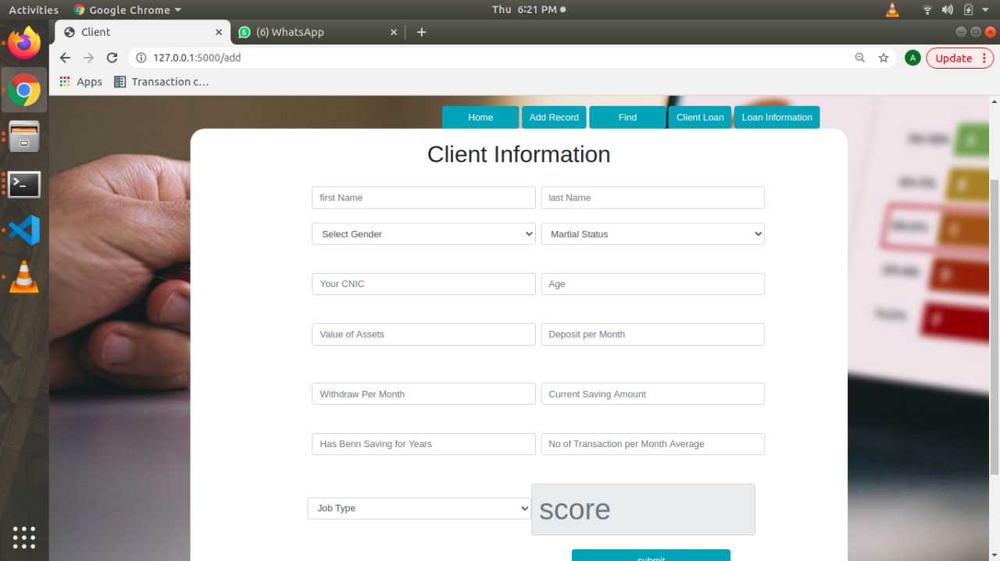 Activities Google Chrome Thu 6:21 PM
Client (6) WhatsApp
127.0.0.1:5000/add A Update
Apps Transaction c...
Home Add Record Find Client Loan Loan Information
Client Information
first Name last Name
Select Gender Martial Status
Your CNIC Age
Value of Assets Deposit per Month
Withdraw Per Month Current Saving Amount
Has Benn Saving for Years No of Transaction per Month Average
Job Type score
submit